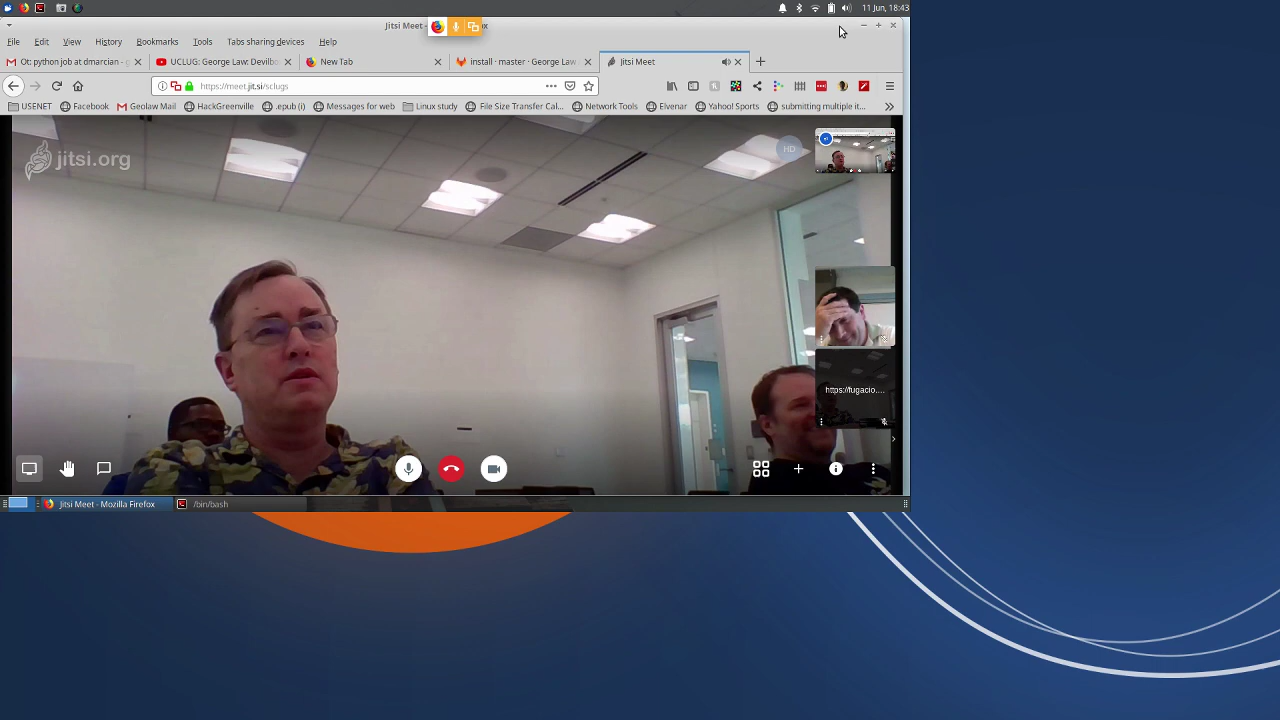 11 Jun, 18:43
Jitsi Meet -
File Edit View History Bookmarks Tools Tabs sharing devices Help
Ot: python job at dmarcian -
UCLUG: George Law: Devilbo
New Tab
install · master · George Law
Jitsi Meet
https://meet.jit.si/sclugs
USENET Facebook Geolaw Mail HackGreenville .epub (i) Messages for web Linux study File Size Transfer Cal... Network Tools Elvenar Yahoo! Sports submitting multiple it...
jitsi.org
HD
https://fugacio....
Jitsi Meet - Mozilla Firefox
/bin/bash